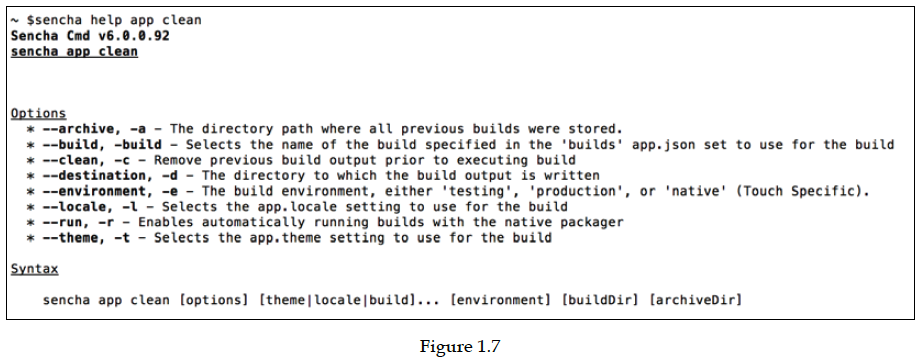 ~ $sencha help app clean
Sencha Cmd v6.0.0.92
sencha app clean
Options
* --archive, -a - The directory path where all previous builds were stored.
* --build, -build - Selects the name of the build specified in the 'builds' app.json set to use for the build
* --clean, -c - Remove previous build output prior to executing build
* --destination, -d - The directory to which the build output is written
* --environment, -e - The build environment, either 'testing', 'production', or 'native' (Touch Specific).
* --locale, -l - Selects the app.locale setting to use for the build
* --run, -r - Enables automatically running builds with the native packager
* --theme, -t - Selects the app.theme setting to use for the build
Syntax
sencha app clean [options] [theme|locale|build]... [environment] [buildDir] [archiveDir]
Figure 1.7